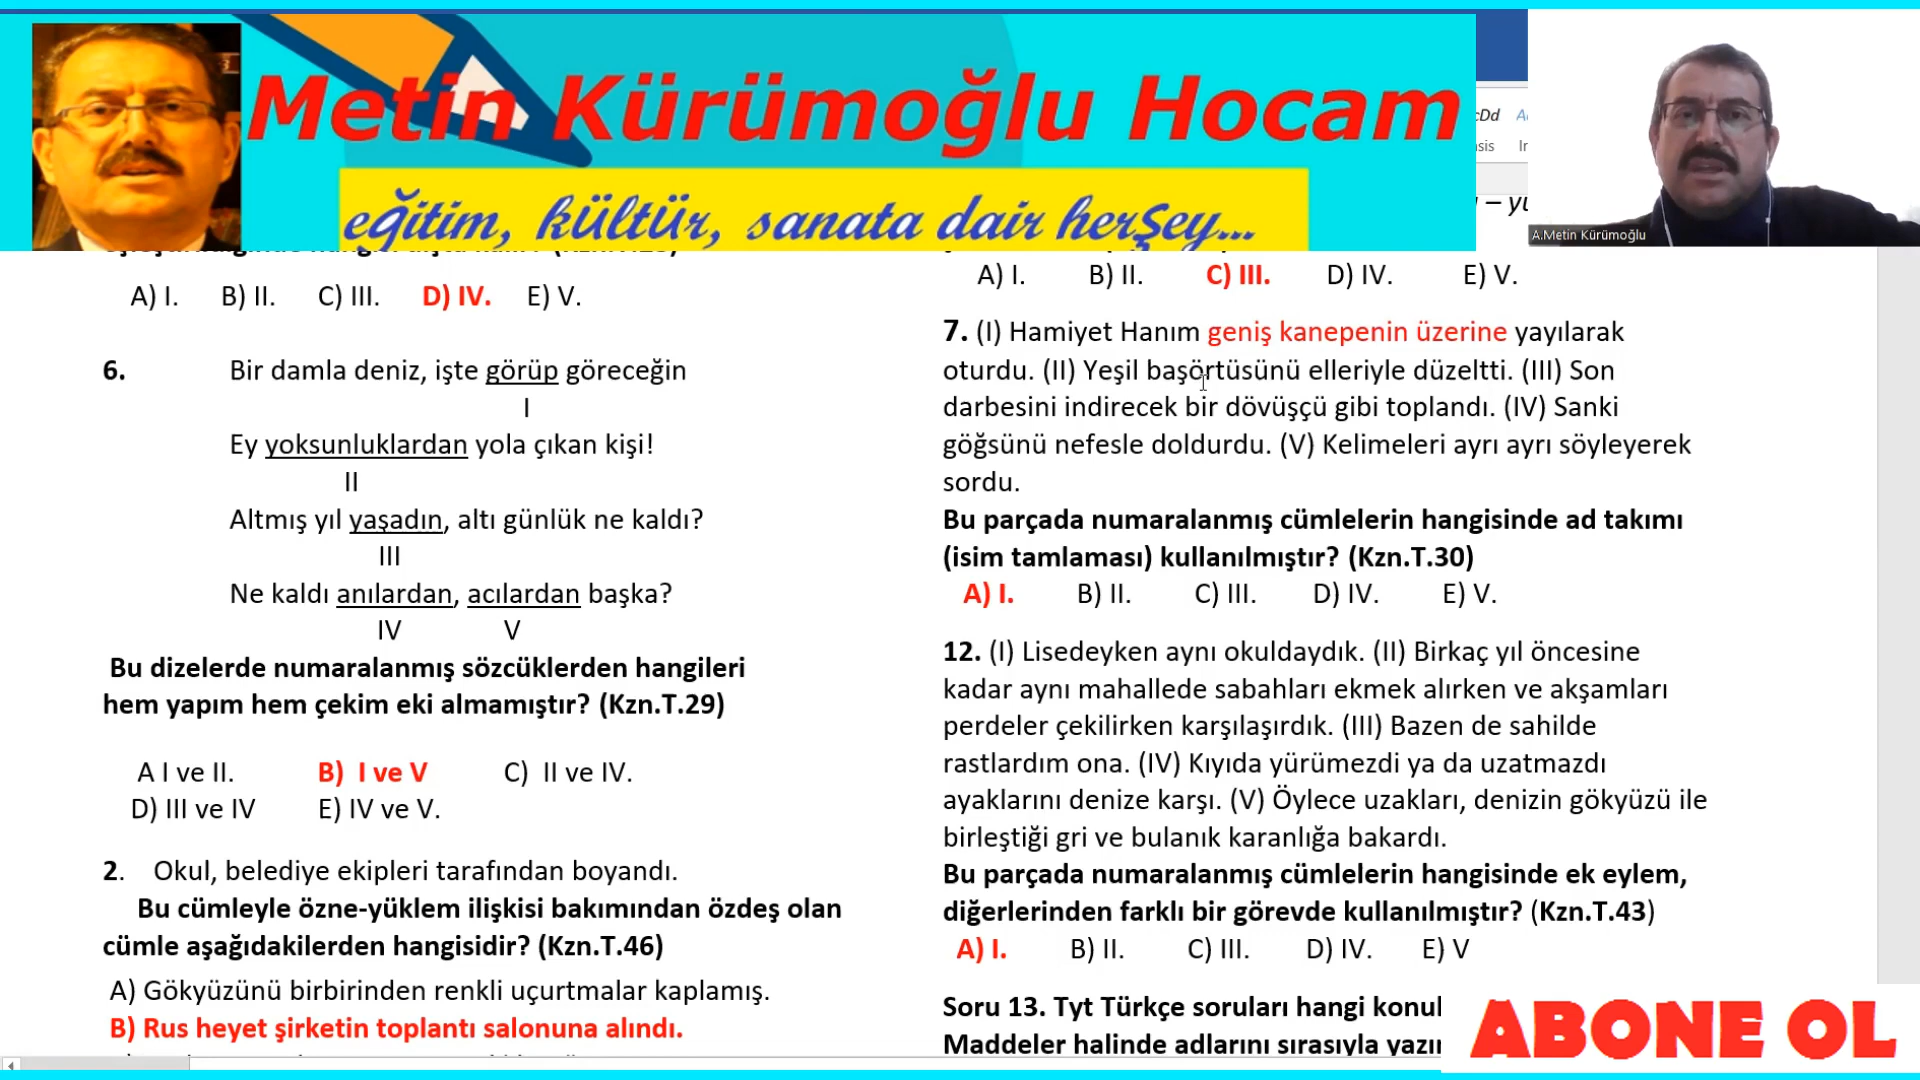 Metin Kürümoğlu Hocam
eğitim, kültür, sanata dair herşey...
A.Metin Kürümoğlu
A) I. B) II. C) III. D) IV. E) V.
6. Bir damla deniz, işte görüp göreceğin
I
Ey yoksunluklardan yola çıkan kişi!
II
Altmış yıl yaşadın, altı günlük ne kaldı?
III
Ne kaldı anılardan, acılardan başka?
IV V
Bu dizelerde numaralanmış sözcüklerden hangileri
hem yapım hem çekim eki almamıştır? (Kzn.T.29)
A I ve II. B) I ve V C) II ve IV.
D) III ve IV E) IV ve V.
2. Okul, belediye ekipleri tarafından boyandı.
Bu cümleyle özne-yüklem ilişkisi bakımından özdeş olan
cümle aşağıdakilerden hangisidir? (Kzn.T.46)
A) Gökyüzünü birbirinden renkli uçurtmalar kaplamış.
B) Rus heyet şirketin toplantı salonuna alındı.
A) I. B) II. C) III. D) IV. E) V.
7. (I) Hamiyet Hanım geniş kanepenin üzerine yayılarak
oturdu. (II) Yeşil başörtüsünü elleriyle düzeltti. (III) Son
darbesini indirecek bir dövüşçü gibi toplandı. (IV) Sanki
göğsünü nefesle doldurdu. (V) Kelimeleri ayrı ayrı söyleyerek
sordu.
Bu parçada numaralanmış cümlelerin hangisinde ad takımı
(isim tamlaması) kullanılmıştır? (Kzn.T.30)
A) I. B) II. C) III. D) IV. E) V.
12. (I) Lisedeyken aynı okuldaydık. (II) Birkaç yıl öncesine
kadar aynı mahallede sabahları ekmek alırken ve akşamları
perdeler çekilirken karşılaşırdık. (III) Bazen de sahilde
rastlardım ona. (IV) Kıyıda yürümezdi ya da uzatmazdı
ayaklarını denize karşı. (V) Öylece uzakları, denizin gökyüzü ile
birleştiği gri ve bulanık karanlığa bakardı.
Bu parçada numaralanmış cümlelerin hangisinde ek eylem,
diğerlerinden farklı bir görevde kullanılmıştır? (Kzn.T.43)
A) I. B) II. C) III. D) IV. E) V
Soru 13. Tyt Türkçe soruları hangi konul
Maddeler halinde adlarını sırasıyla yazır
ABONE OL